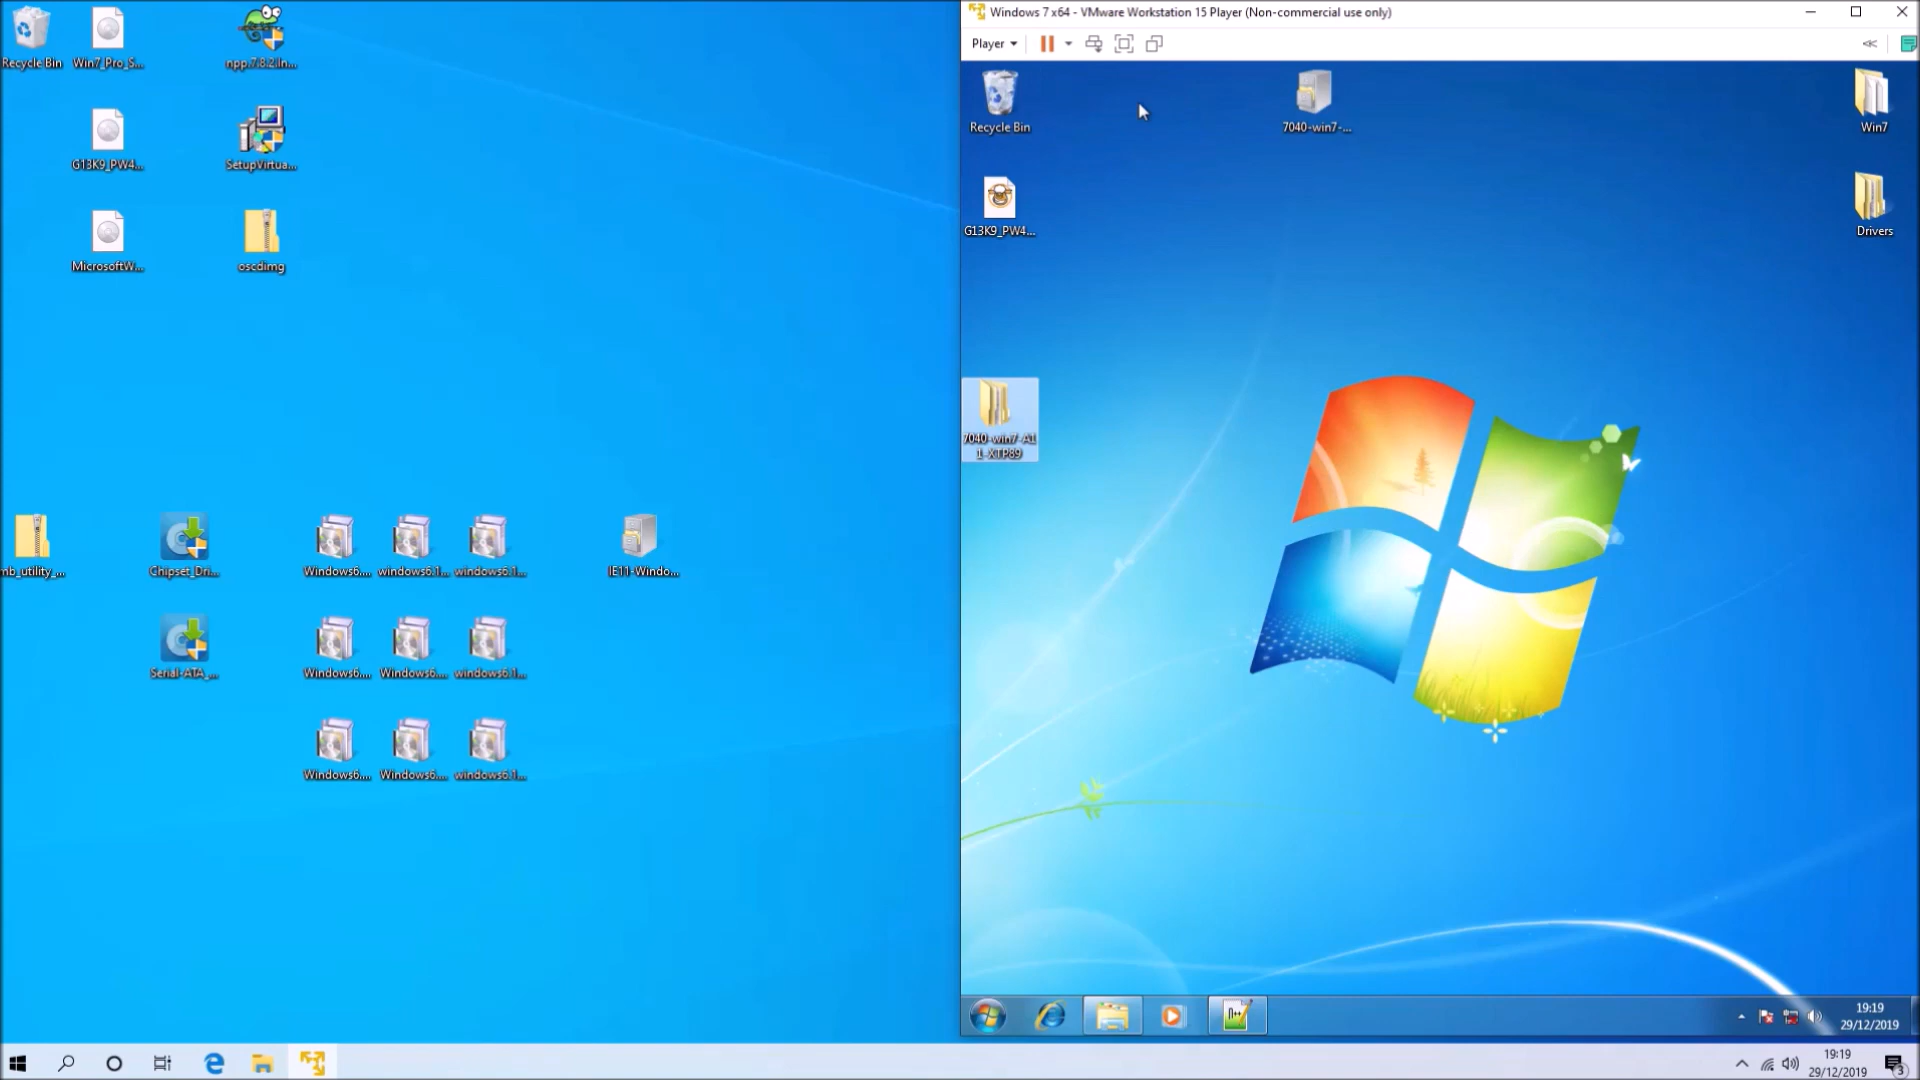 Windows 7 x64 - VMware Workstation 15 Player (Non-commercial use only)
Player
Recycle Bin
Win7_Pro_S...
npp.7.8.2.In...
G13K9_PW4...
SetupVirtua...
MicrosoftW...
oscdimg
mb_utility_...
Chipset_Dri...
Windows6....
windows6.1...
windows6.1...
IE11-Windo...
Serial-ATA_...
Windows6....
Windows6....
windows6.1...
Windows6....
Windows6....
windows6.1...
Recycle Bin
7040-win7-...
Win7
G13K9_PW4...
Drivers
7040-win7-A1
1-XTP89
n++
19:19
29/12/2019
19:19
29/12/2019
3